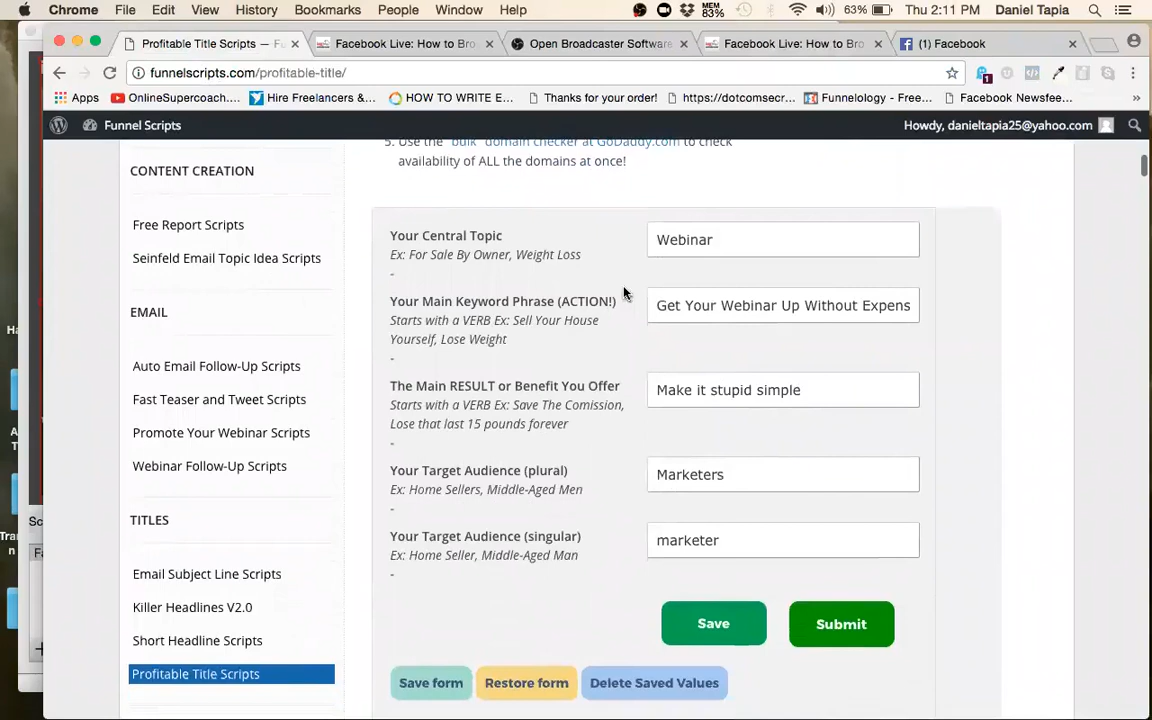 Chrome File Edit View History Bookmarks People Window Help MEM 83% 63% Thu 2:11 PM Daniel Tapia
Profitable Title Scripts — F Facebook Live: How to Bro Open Broadcaster Software Facebook Live: How to Bro (1) Facebook
funnelscripts.com/profitable-title/
Apps OnlineSupercoach.... Hire Freelancers &... HOW TO WRITE E... Thanks for your order! https://dotcomsecr... Funnelology - Free... Facebook Newsfee... »
Funnel Scripts Howdy, danieltapia25@yahoo.com
CONTENT CREATION
Free Report Scripts
Seinfeld Email Topic Idea Scripts
EMAIL
Auto Email Follow-Up Scripts
Fast Teaser and Tweet Scripts
Promote Your Webinar Scripts
Webinar Follow-Up Scripts
TITLES
Email Subject Line Scripts
Killer Headlines V2.0
Short Headline Scripts
Profitable Title Scripts
5. Use the "bulk" domain checker at GoDaddy.com to check
availability of ALL the domains at once!
Your Central Topic
Ex: For Sale By Owner, Weight Loss
-
Webinar
Your Main Keyword Phrase (ACTION!)
Starts with a VERB Ex: Sell Your House
Yourself, Lose Weight
-
Get Your Webinar Up Without Expens
The Main RESULT or Benefit You Offer
Starts with a VERB Ex: Save The Comission,
Lose that last 15 pounds forever
-
Make it stupid simple
Your Target Audience (plural)
Ex: Home Sellers, Middle-Aged Men
-
Marketers
Your Target Audience (singular)
Ex: Home Seller, Middle-Aged Man
-
marketer
Save Submit
Save form Restore form Delete Saved Values